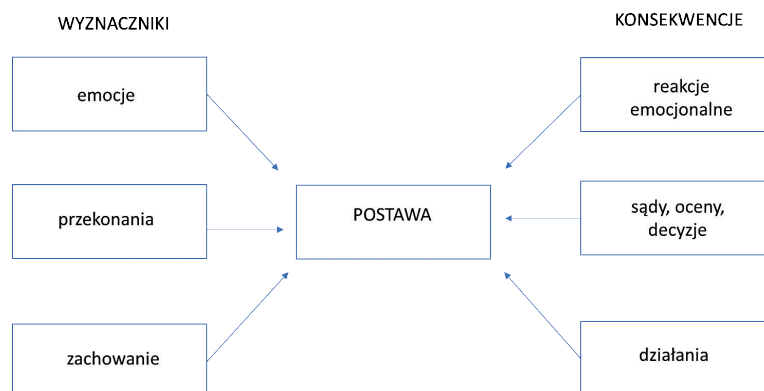 WYZNACZNIKI
KONSEKWENCJE
emocje
reakcje
emocjonalne
przekonania
POSTAWA
sądy, oceny,
decyzje
zachowanie
działania